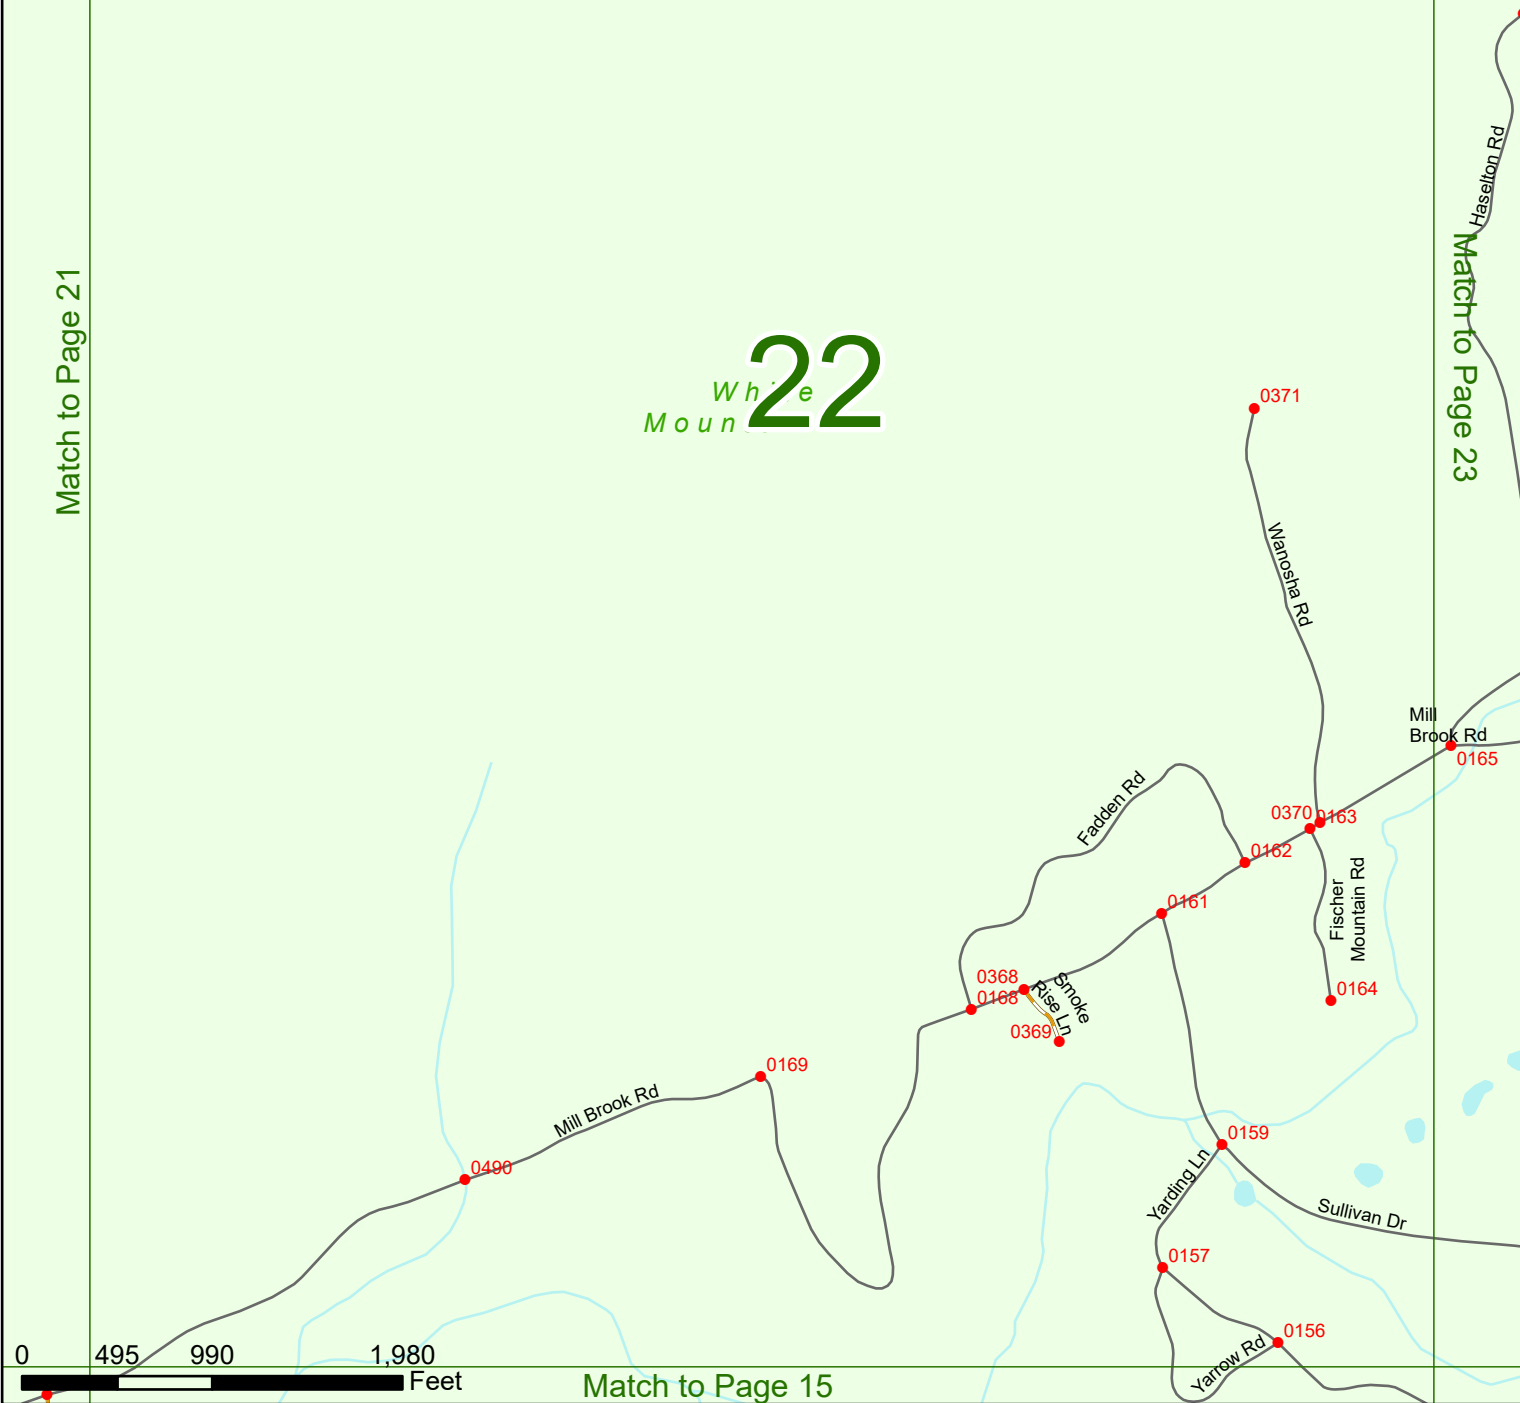 Haselton Rd
Match to Page 21
Match to Page 23
22
0371
Wanosha Rd
Mill
Brook Rd
0165
Fadden Rd
0370
0163
0162
Fischer
Mountain Rd
0161
0368
0168
Smoke
Rise Ln
0164
0369
0169
Mill Brook Rd
0159
0490
Yarding Ln
Sullivan Dr
0157
0156
Yarrow Rd
0 495 990 1,980
Feet
Match to Page 15